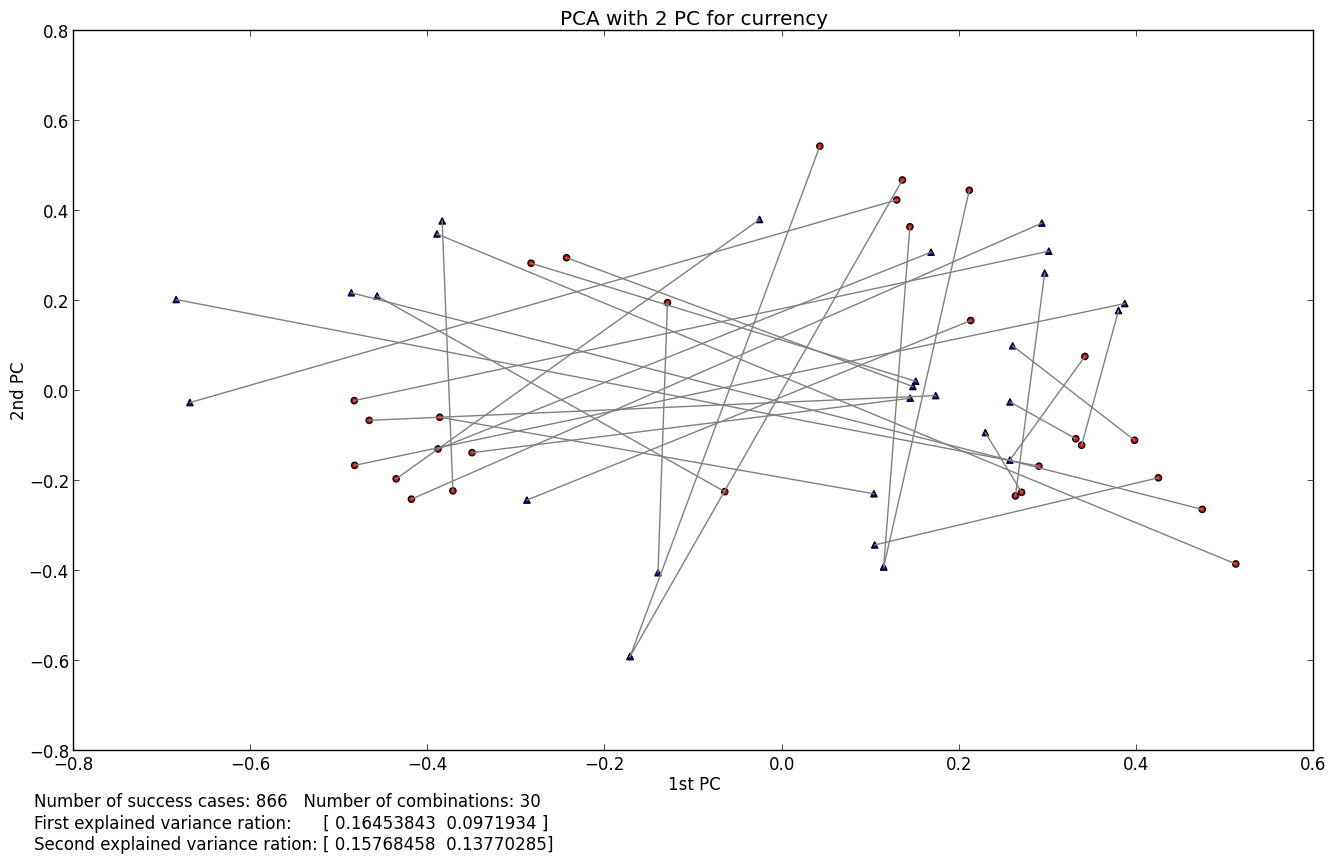 PCA with 2 PC for currency
0.8
0.6
0.4
0.2
0.0
−0.2
−0.4
−0.6
−0.8
2nd PC
−0.8 −0.6 −0.4 −0.2 0.0 0.2 0.4 0.6
1st PC
Number of success cases: 866 Number of combinations: 30
First explained variance ration: [ 0.16453843 0.0971934 ]
Second explained variance ration: [ 0.15768458 0.13770285]